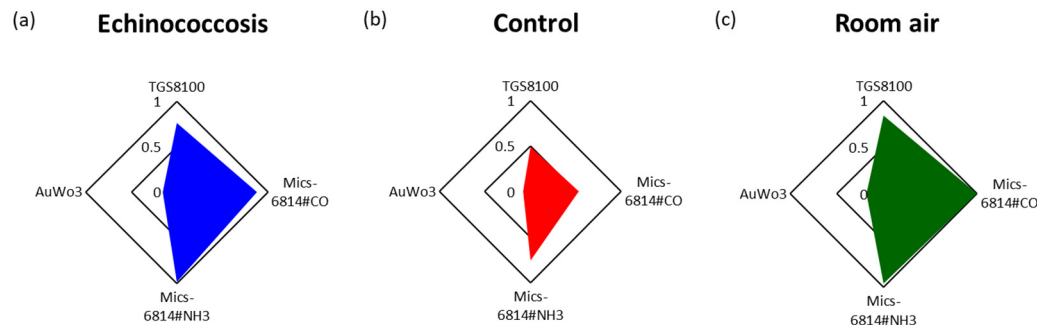 (a) Echinococcosis
TGS8100
1
0.5
0
AuWo3
Mics-
6814#CO
Mics-
6814#NH3
(b) Control
TGS8100
1
0.5
0
AuWo3
Mics-
6814#CO
Mics-
6814#NH3
(c) Room air
TGS8100
1
0.5
0
AuWo3
Mics-
6814#CO
Mics-
6814#NH3